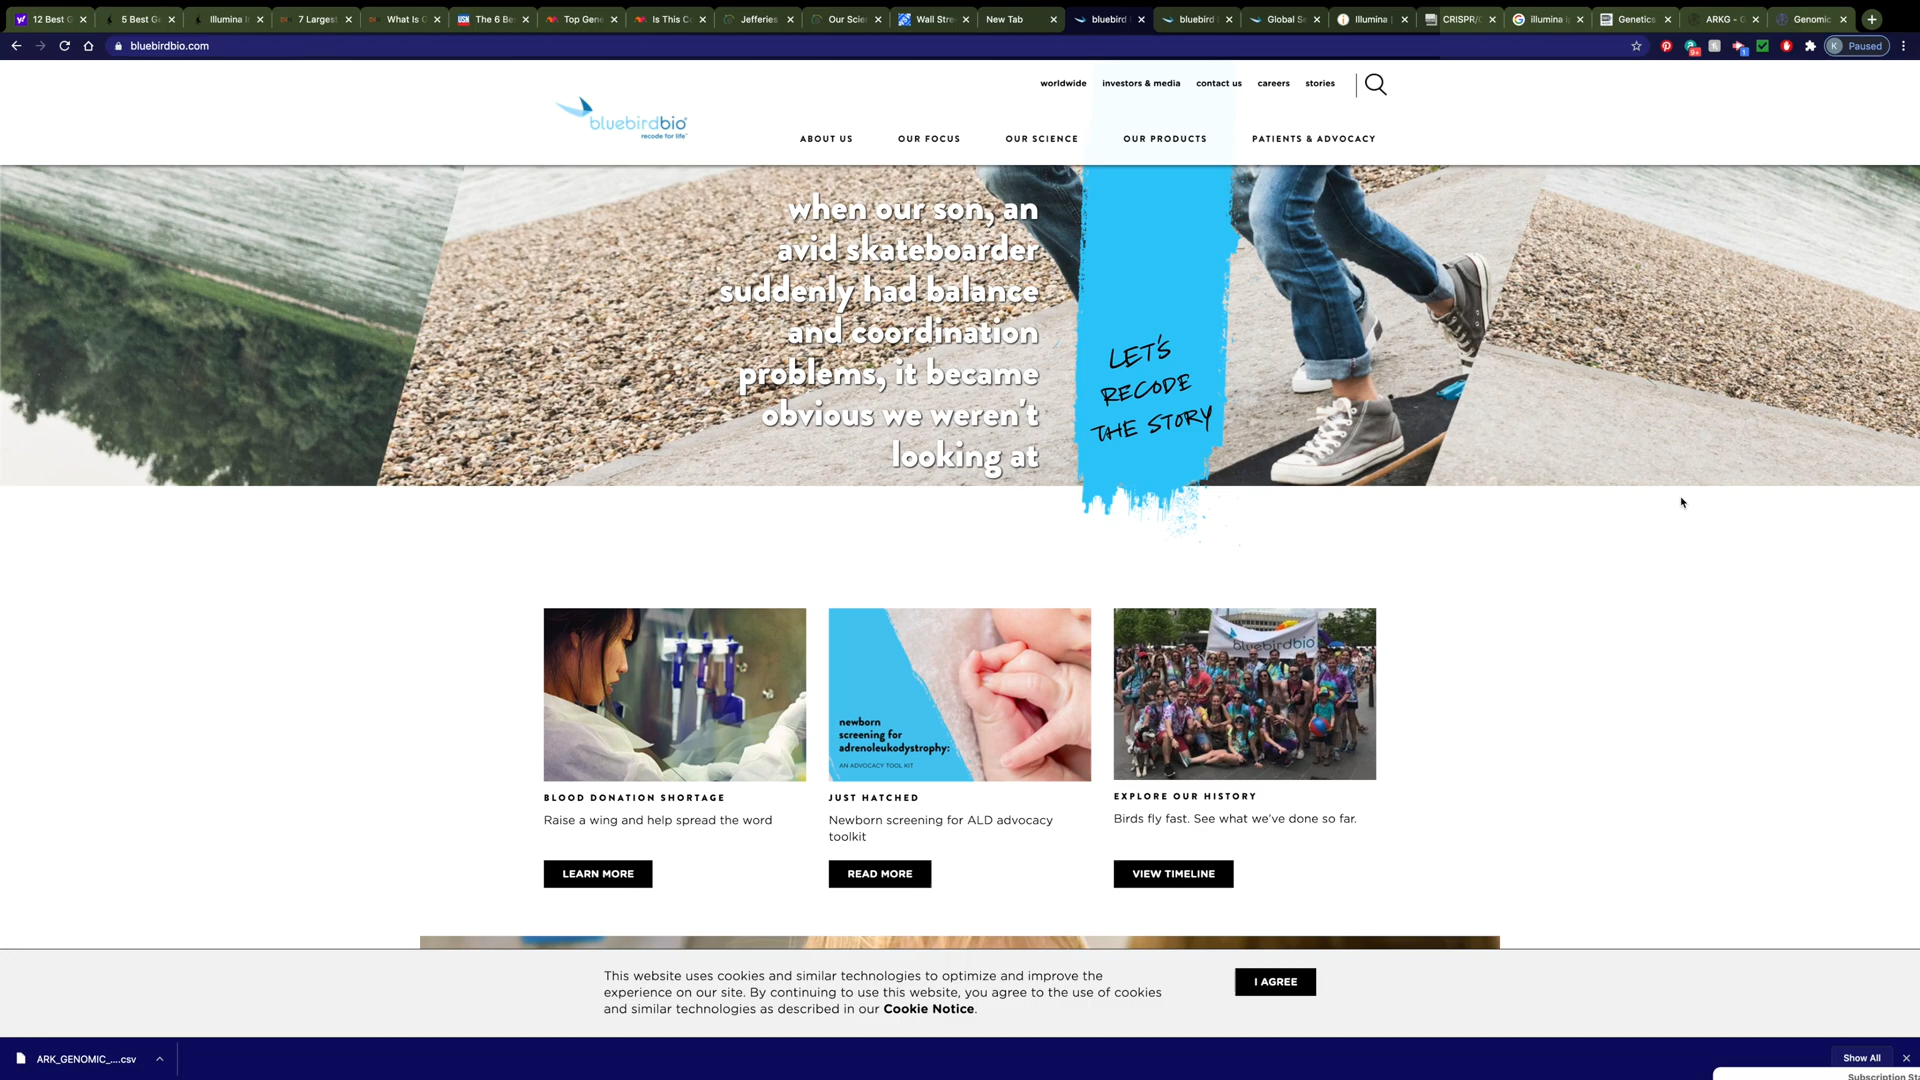 12 Best G
5 Best Ge
Illumina I
7 Largest
What Is G
The 6 Be
Top Gene
Is This C
Jefferies
Our Scie
Wall Stre
New Tab
bluebird
bluebird
Global S
Illumina |
CRISPR/
illumina i
Genetics
ARKG - G
Genomic
bluebirdbio.com
K Paused
worldwide investors & media contact us careers stories
bluebirdbio
recode for life
ABOUT US OUR FOCUS OUR SCIENCE OUR PRODUCTS PATIENTS & ADVOCACY
when our son, an
avid skateboarder
suddenly had balance
and coordination
problems, it became
obvious we weren't
looking at
LET'S
RECODE
THE STORY
newborn
screening for
adrenoleukodystrophy:
AN ADVOCACY TOOL KIT
bluebirdbio
BLOOD DONATION SHORTAGE
Raise a wing and help spread the word
LEARN MORE
JUST HATCHED
Newborn screening for ALD advocacy
toolkit
READ MORE
EXPLORE OUR HISTORY
Birds fly fast. See what we've done so far.
VIEW TIMELINE
This website uses cookies and similar technologies to optimize and improve the
experience on our site. By continuing to use this website, you agree to the use of cookies
and similar technologies as described in our Cookie Notice.
I AGREE
ARK_GENOMIC_....csv
Show All
Subscription Sta